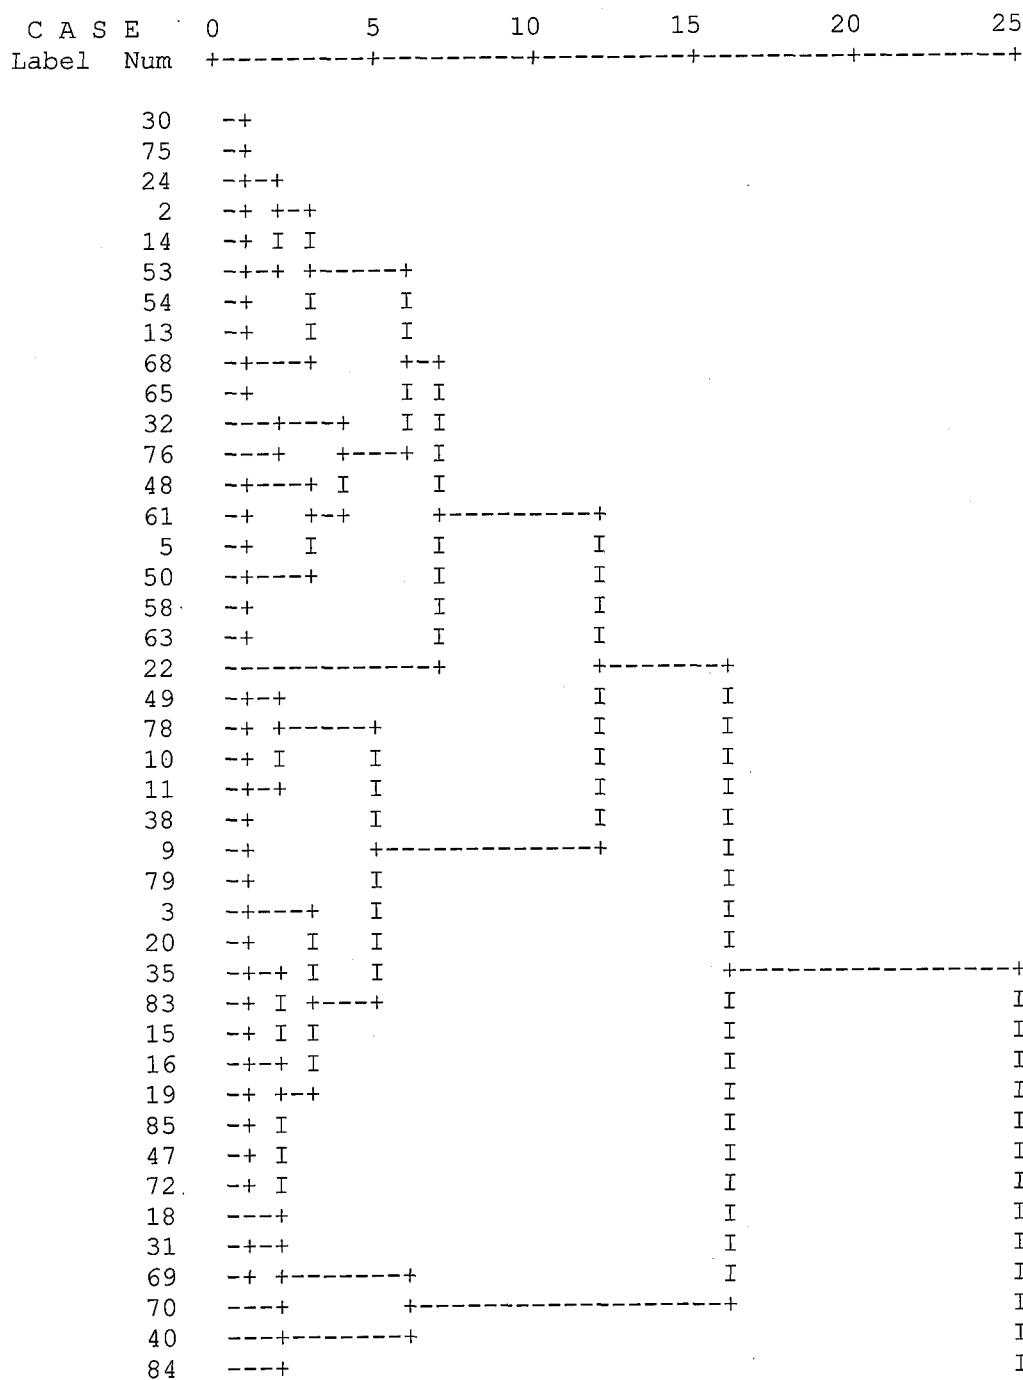 C A S E    0         5        10        15        20        25
Label  Num  +---------+---------+---------+---------+---------+
30   -+
75   -+
24   -+-+
2   -+ +-+
14   -+ I I
53   -+-+ +-----+
54   -+   I     I
13   -+   I     I
68   -+---+     +-+
65   -+         I I
32   ---+---+   I I
76   ---+   +---+ I
48   -+---+ I     I
61   -+   +-+     +---------+
5   -+   I       I         I
50   -+---+       I         I
58   -+           I         I
63   -+           I         I
22   -------------+         +-------+
49   -+-+                   I       I
78   -+ +-----+             I       I
10   -+ I     I             I       I
11   -+-+     I             I       I
38   -+       I             I       I
9   -+       +-------------+       I
79   -+       I                     I
3   -+---+   I                     I
20   -+   I   I                     I
35   -+-+ I   I                     +-----------------+
83   -+ I +---+                     I                 I
15   -+ I I                         I                 I
16   -+-+ I                         I                 I
19   -+ +-+                         I                 I
85   -+ I                           I                 I
47   -+ I                           I                 I
72   -+ I                           I                 I
18   ---+                           I                 I
31   -+-+                           I                 I
69   -+ +-------+                   I                 I
70   ---+       +-------------------+                 I
40   ---+-------+                                     I
84   ---+                                             I